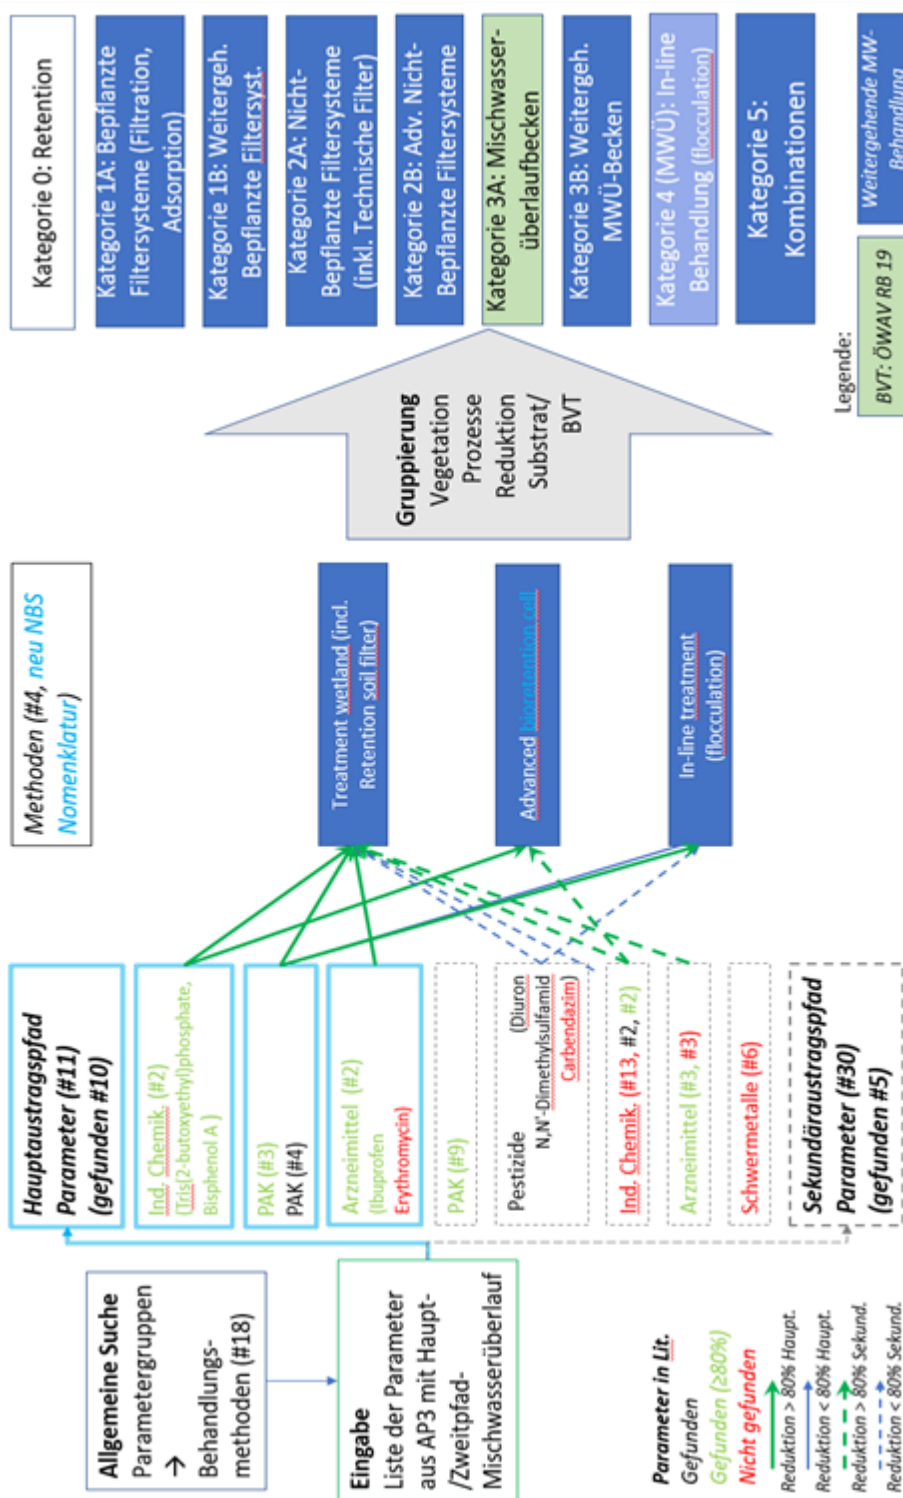 Allgemeine Suche
Parametergruppen
→
Behandlungs-
methoden (#18)
Eingabe
Liste der Parameter
aus AP3 mit Haupt-
/Zweitpfad-
Mischwasserüberlauf
Parameter in Lit.
Gefunden
Gefunden (≥80%)
Nicht gefunden
Reduktion > 80% Haupt.
Reduktion < 80% Haupt.
Reduktion > 80% Sekund.
Reduktion < 80% Sekund.
Hauptaustragspfad
Parameter (#11)
(gefunden #10)
Ind. Chemik. (#2)
(Tris(2-butoxyethyl)phosphate,
Bisphenol A )
PAK (#3)
PAK (#4)
Arzneimittel (#2)
(Ibuprofen
Erythromycin)
PAK (#9)
Pestizide (Diuron
N,N'-Dimethylsulfamid
Carbendazim)
Ind. Chemik. (#13, #2, #2)
Arzneimittel (#3, #3)
Schwermetalle (#6)
Sekundäraustragspfad
Parameter (#30)
(gefunden #5)
Methoden (#4, neu NBS
Nomenklatur)
Treatment wetland (incl.
Retention soil filter)
Advanced bioretention cell
In-line treatment
(flocculation)
Gruppierung
Vegetation
Prozesse
Reduktion
Substrat/
BVT
Kategorie 0: Retention
Kategorie 1A: Bepflanzte
Filtersysteme (Filtration,
Adsorption)
Kategorie 1B: Weitergeh.
Bepflanzte Filtersyst.
Kategorie 2A: Nicht-
Bepflanzte Filtersysteme
(inkl. Technische Filter)
Kategorie 2B: Adv. Nicht-
Bepflanzte Filtersysteme
Kategorie 3A: Mischwasser-
überlaufbecken
Kategorie 3B: Weitergeh.
MWÜ-Becken
Kategorie 4 (MWÜ): In-line
Behandlung (flocculation)
Kategorie 5:
Kombinationen
Legende:
BVT: ÖWAV RB 19
Weitergehende MW-
Behandlung